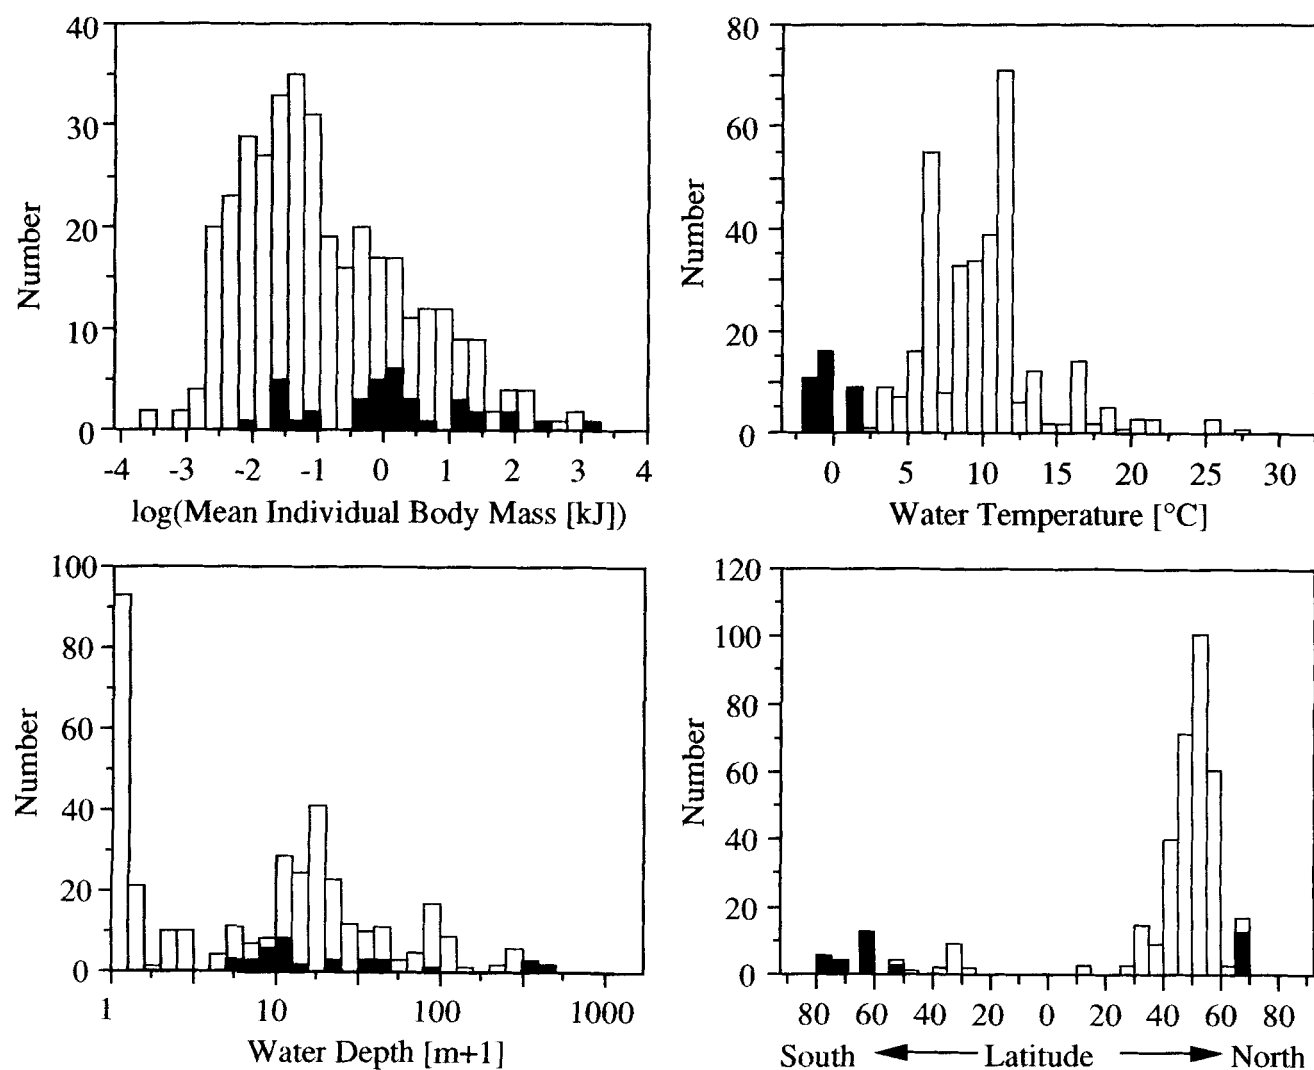 40
30
20
10
0
Number
-4 -3 -2 -1 0 1 2 3 4
log(Mean Individual Body Mass [kJ])
80
60
40
20
0
Number
0 5 10 15 20 25 30
Water Temperature [°C]
100
80
60
40
20
0
Number
1 10 100 1000
Water Depth [m+1]
120
100
80
60
40
20
0
Number
80 60 40 20 0 20 40 60 80
South Latitude North